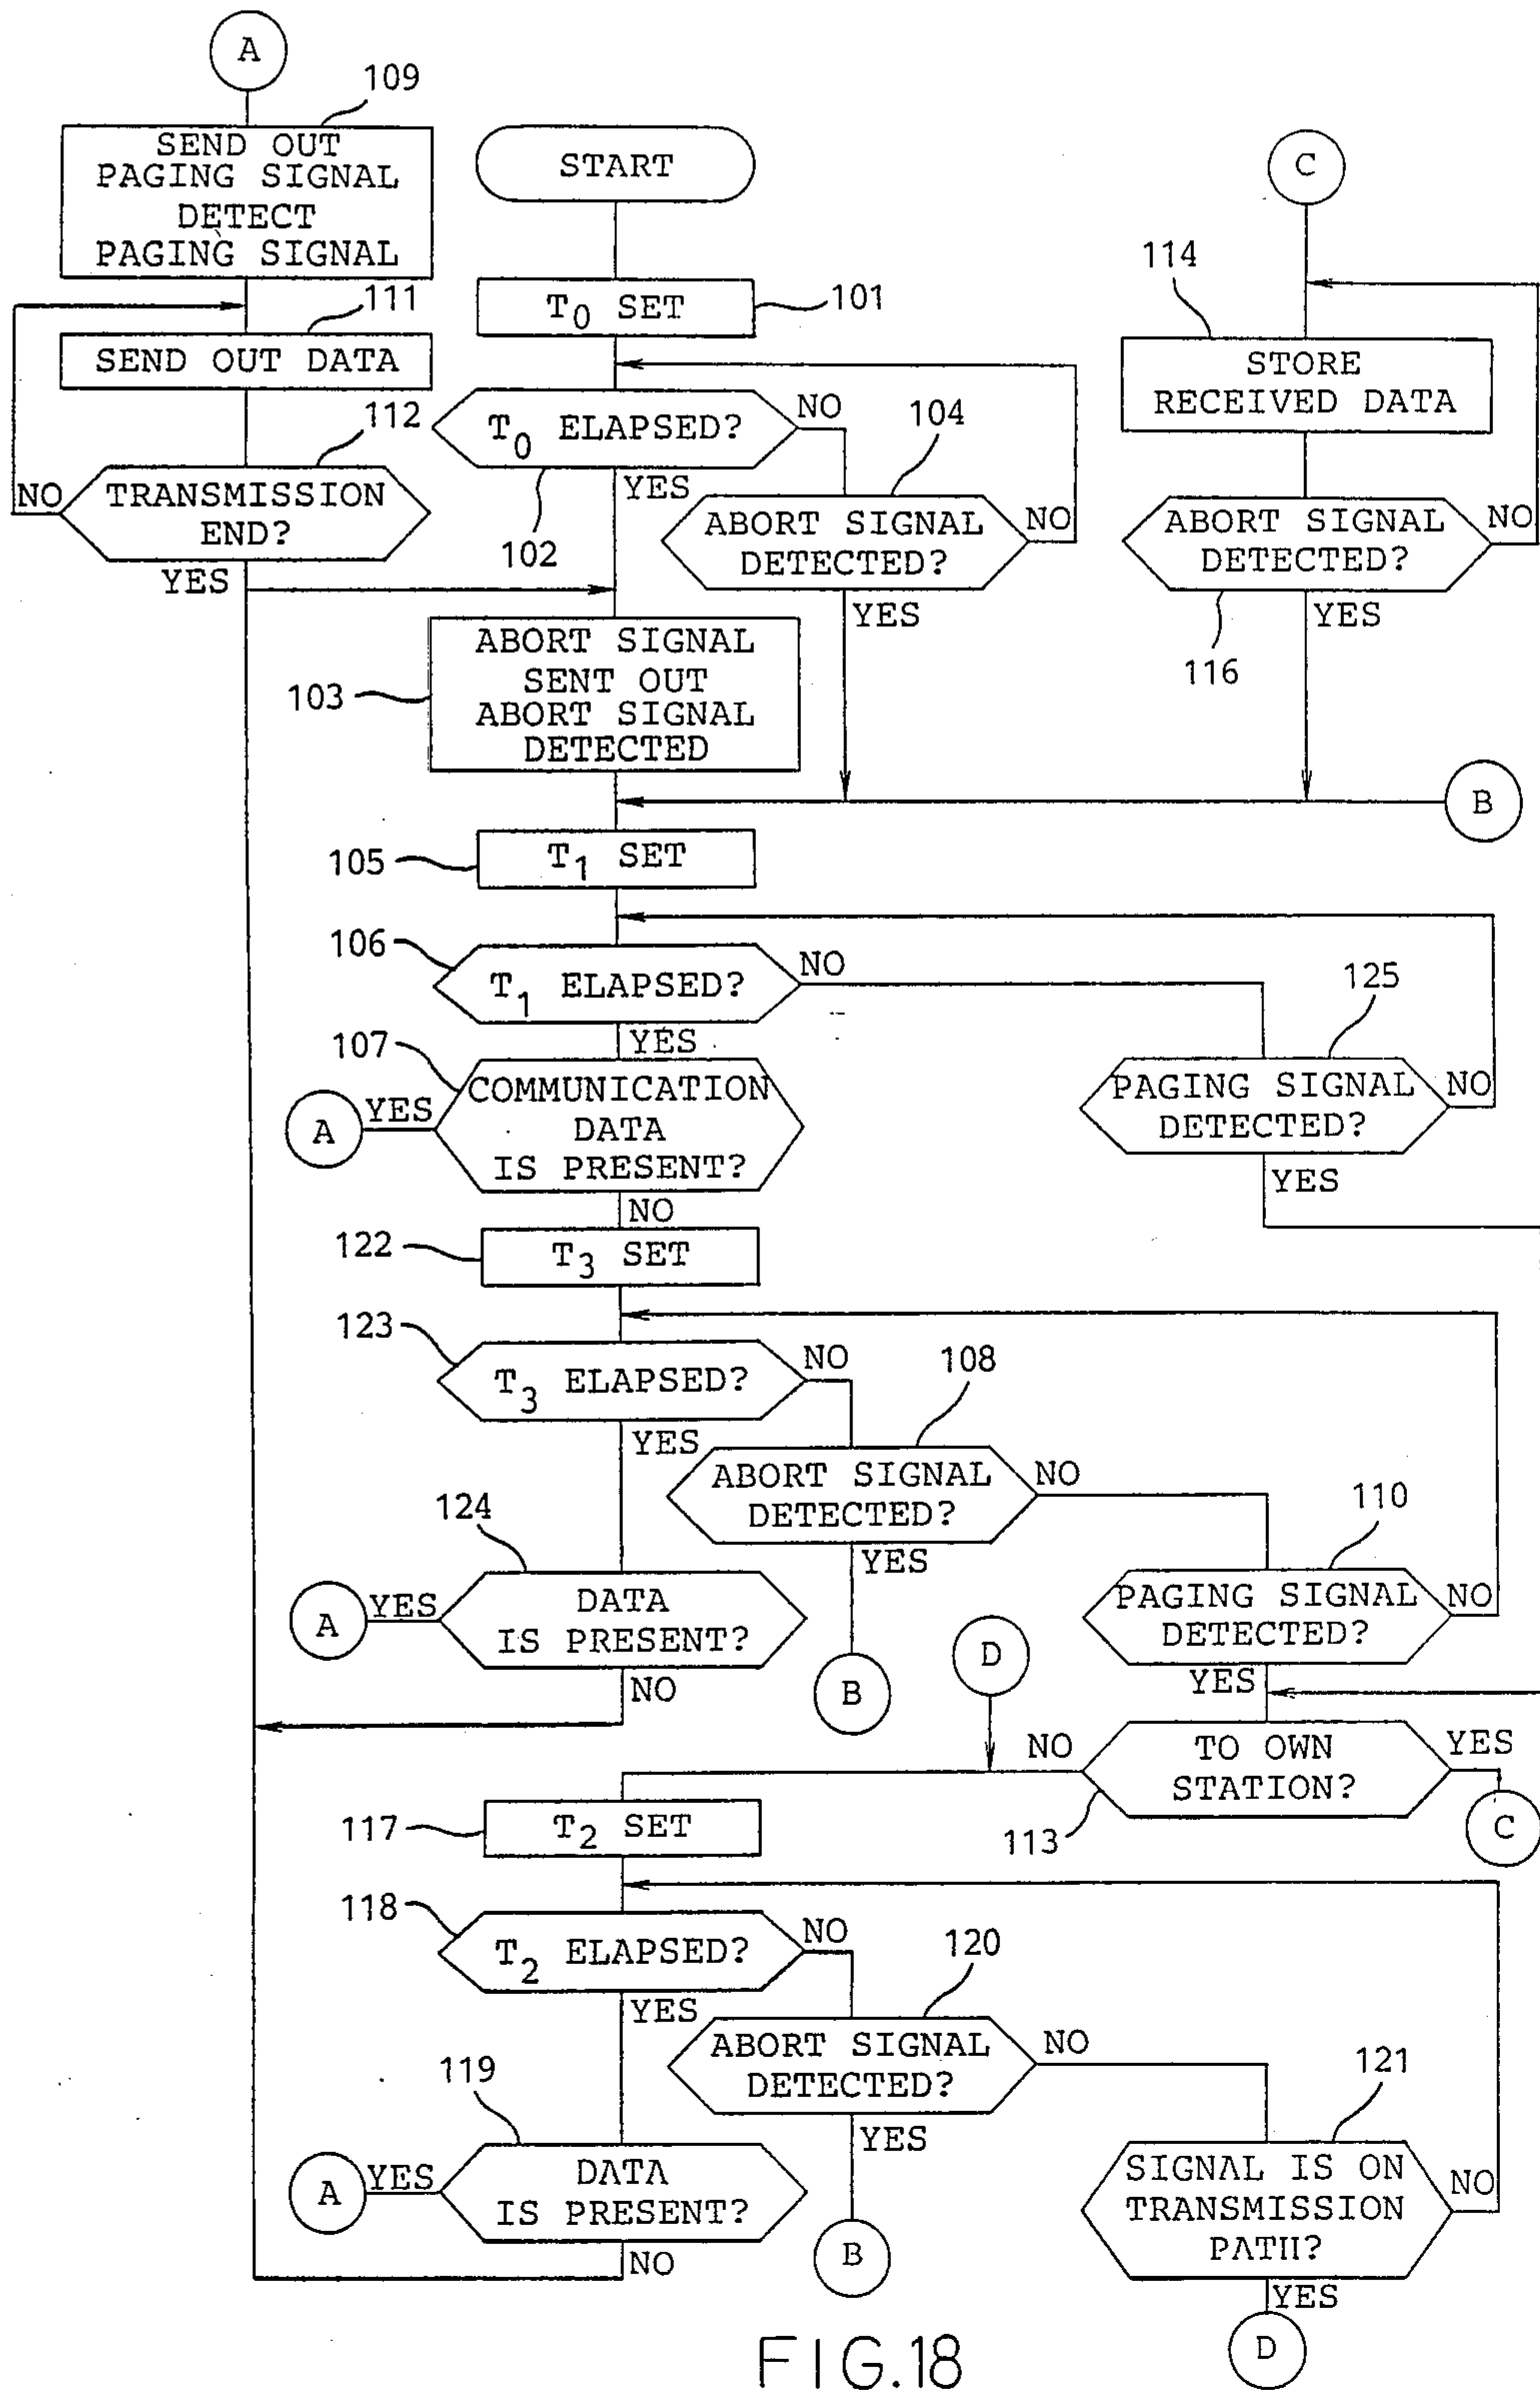 A
109
SEND OUT
PAGING SIGNAL
DETECT
PAGING SIGNAL
START
C
111
SEND OUT DATA
T0 SET
101
114
STORE
RECEIVED DATA
112
T0 ELAPSED?
NO
104
NO
TRANSMISSION
END?
YES
102
ABORT SIGNAL
DETECTED?
NO
ABORT SIGNAL
DETECTED?
NO
YES
YES
116
YES
103
ABORT SIGNAL
SENT OUT
ABORT SIGNAL
DETECTED
B
105
T1 SET
106
T1 ELAPSED?
NO
125
YES
107
COMMUNICATION
DATA
IS PRESENT?
A
YES
PAGING SIGNAL
DETECTED?
NO
YES
NO
122
T3 SET
123
T3 ELAPSED?
NO
108
YES
ABORT SIGNAL
DETECTED?
NO
110
124
YES
A
YES
DATA
IS PRESENT?
PAGING SIGNAL
DETECTED?
NO
D
B
NO
YES
NO
TO OWN
STATION?
YES
117
T2 SET
113
C
118
T2 ELAPSED?
NO
120
YES
ABORT SIGNAL
DETECTED?
NO
121
119
YES
A
YES
DATA
IS PRESENT?
SIGNAL IS ON
TRANSMISSION
PATH?
NO
NO
B
YES
D
FIG.18